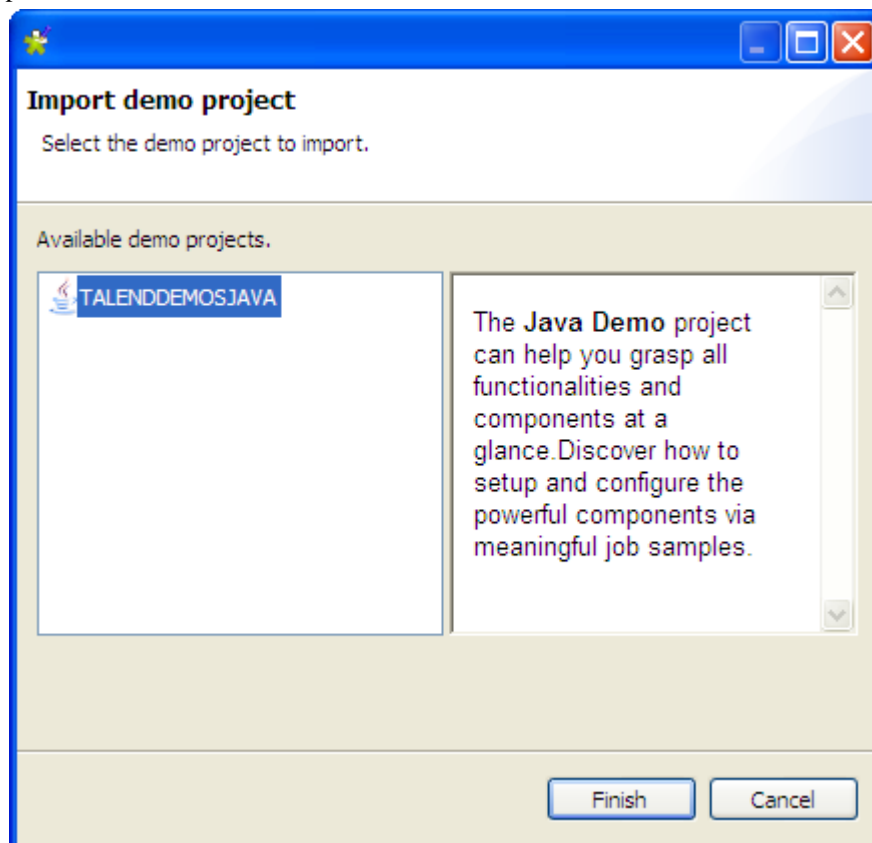 Import demo project
Select the demo project to import.
Available demo projects.
TALENDDEMOSJAVA
The Java Demo project
can help you grasp all
functionalities and
components at a
glance.Discover how to
setup and configure the
powerful components via
meaningful job samples.
Finish
Cancel